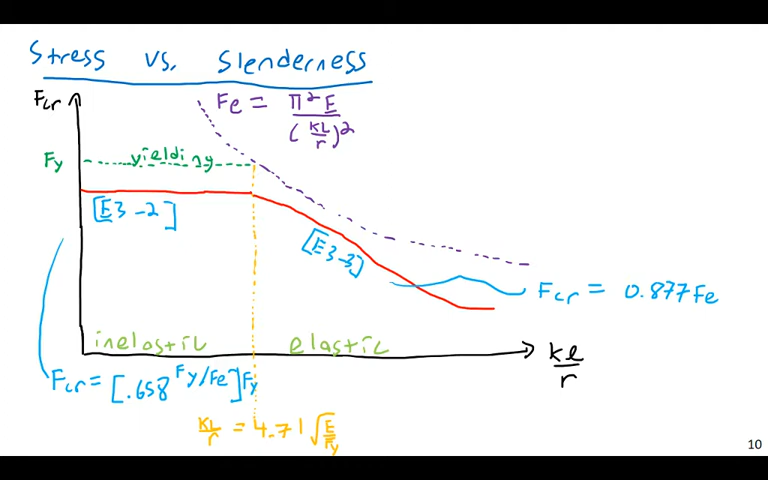 Stress vs. Slenderness
Fcr
Fe = π²E / (KL/r)²
Fy
yielding
[E3-2]
[E3-3]
Fcr = 0.877Fe
inelastic
elastic
kl/r
Fcr = [.658^Fy/Fe]Fy
KL/r = 4.71√E/Fy
10